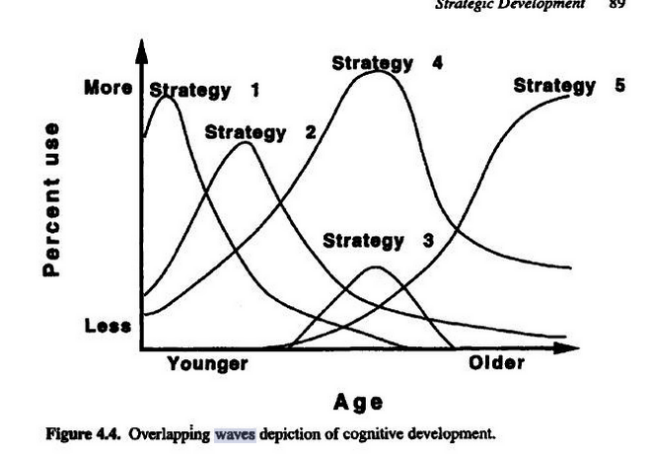 Strategic Development 89
Strategy 4
More
Strategy 1
Strategy 5
Strategy 2
Percent use
Strategy 3
Less
Younger
Older
Age
Figure 4.4. Overlapping waves depiction of cognitive development.